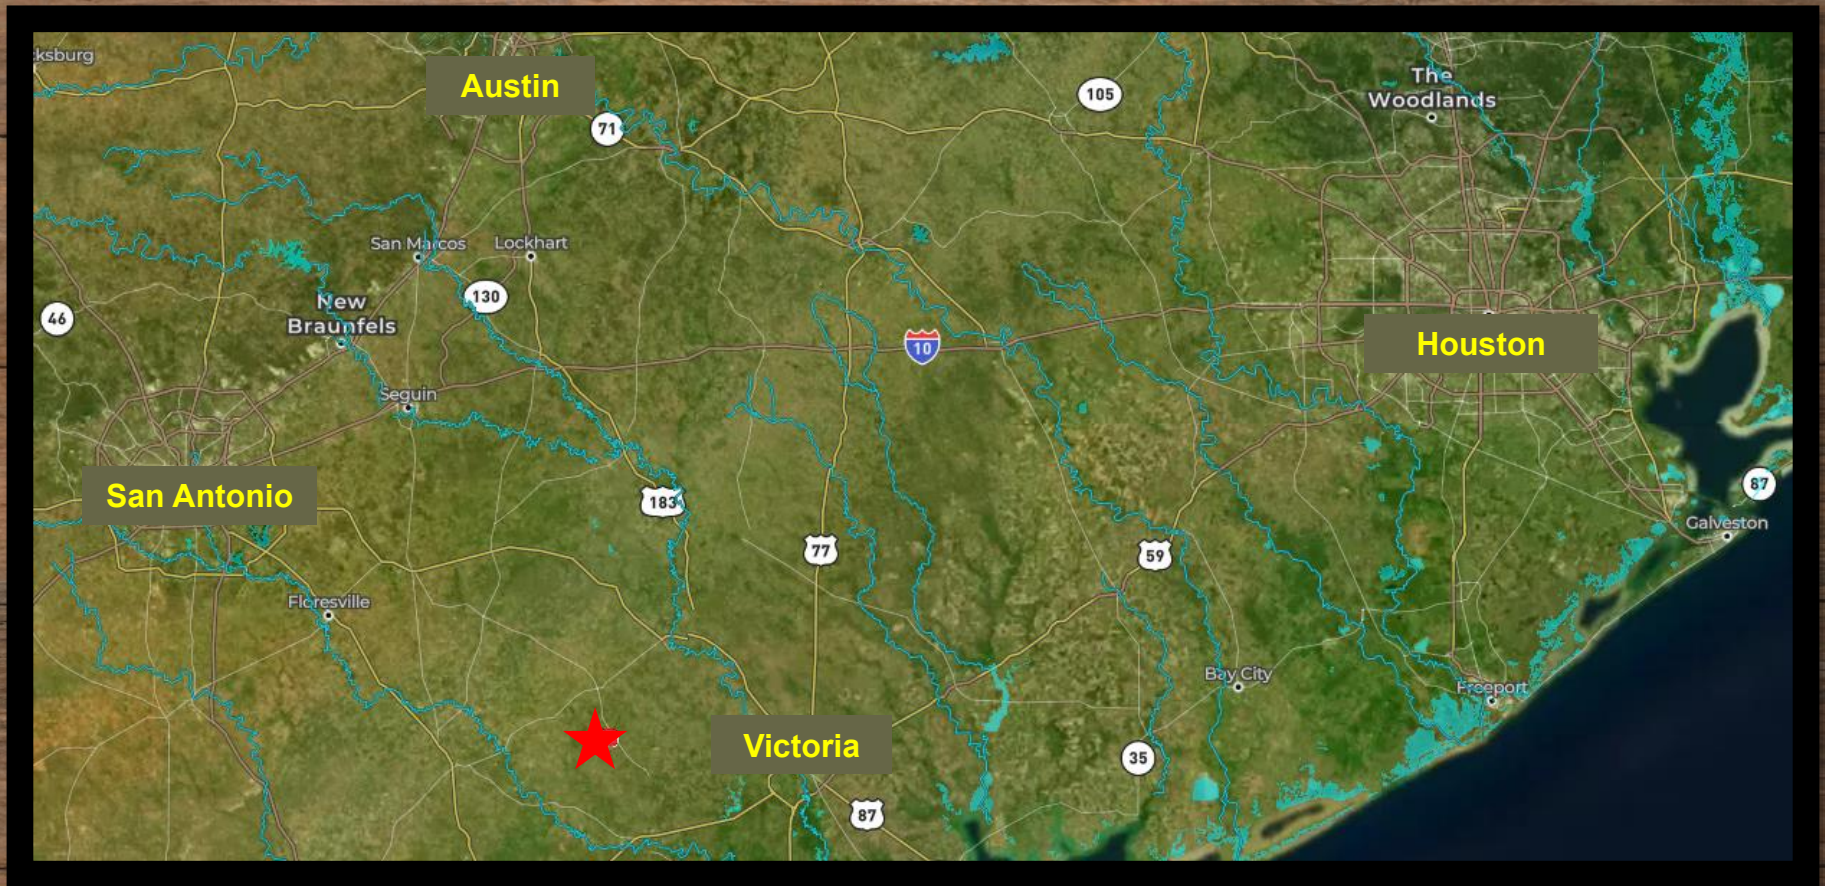 ksburg
Austin
105
The
Woodlands
71
San Marcos
Lockhart
130
New
Braunfels
46
10
Houston
Seguin
San Antonio
183
87
Galveston
77
59
Floresville
Bay City
Freeport
Victoria
35
87